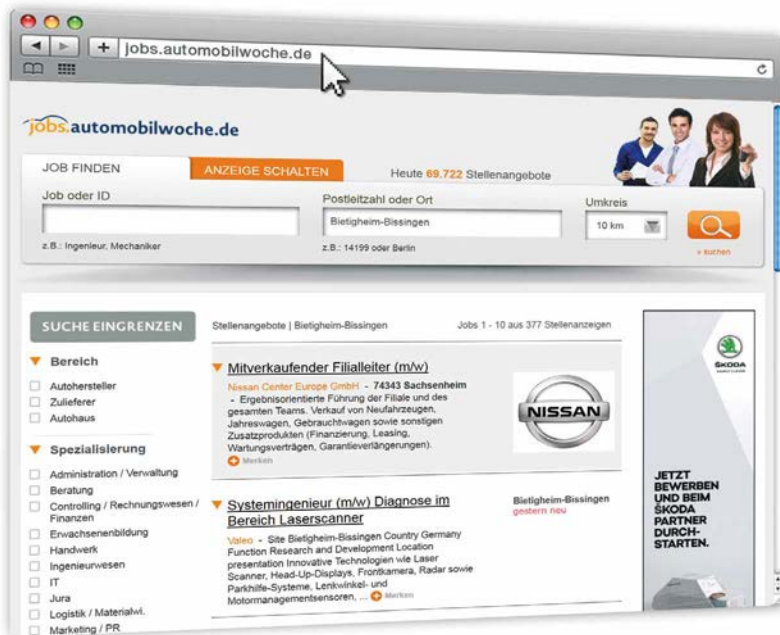 jobs.automobilwoche.de
jobs.automobilwoche.de
JOB FINDEN
ANZEIGE SCHALTEN
Heute 69.722 Stellenangebote
Job oder ID
Postleitzahl oder Ort
Umkreis
Bietigheim-Bissingen
10 km
z.B.: Ingenieur, Mechaniker
z.B.: 14199 oder Berlin
» suchen
SUCHE EINGRENZEN
Stellenangebote | Bietigheim-Bissingen
Jobs 1 - 10 aus 377 Stellenanzeigen
Bereich
Autohersteller
Zulieferer
Autohaus
Spezialisierung
Administration / Verwaltung
Beratung
Controlling / Rechnungswesen /
Finanzen
Erwachsenenbildung
Handwerk
Ingenieurwesen
IT
Jura
Logistik / Materialwi.
Marketing / PR
Mitverkaufender Filialleiter (m/w)
Nissan Center Europe GmbH - 74343 Sachsenheim
- Ergebnisorientierte Führung der Filiale und des
gesamten Teams. Verkauf von Neufahrzeugen,
Jahreswagen, Gebrauchtwagen sowie sonstigen
Zusatzprodukten (Finanzierung, Leasing,
Wartungsverträgen, Garantieverlängerungen).
Merken
NISSAN
Systemingenieur (m/w) Diagnose im
Bereich Laserscanner
Bietigheim-Bissingen
gestern neu
Valeo - Site Bietigheim-Bissingen Country Germany
Function Research and Development Location
presentation Innovative Technologien wie Laser
Scanner, Head-Up-Displays, Frontkamera, Radar sowie
Parkhilfe-Systeme, Lenkwinkel- und
Motormanagementsensoren, ... Merken
ŠKODA
JETZT
BEWERBEN
UND BEIM
ŠKODA
PARTNER
DURCH-
STARTEN.